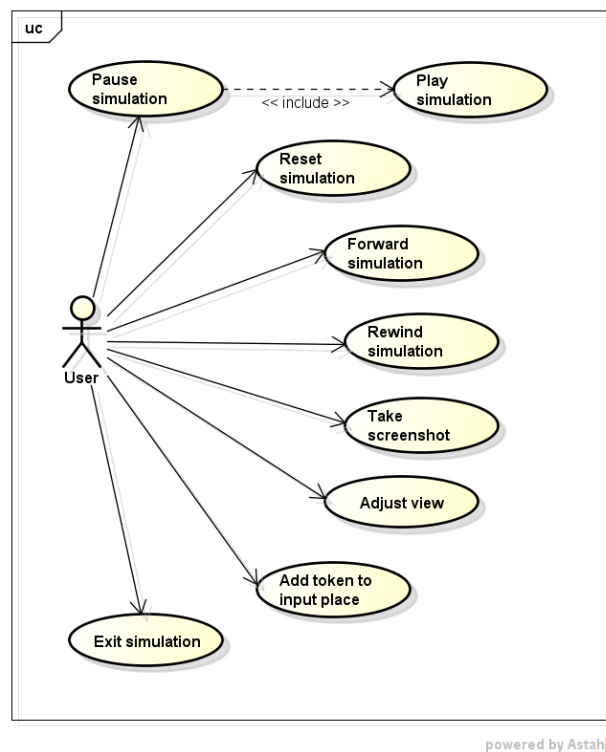 uc
Pause
simulation
<< include >>
Play
simulation
Reset
simulation
Forward
simulation
Rewind
simulation
User
Take
screenshot
Adjust view
Add token to
input place
Exit simulation
powered by Astah